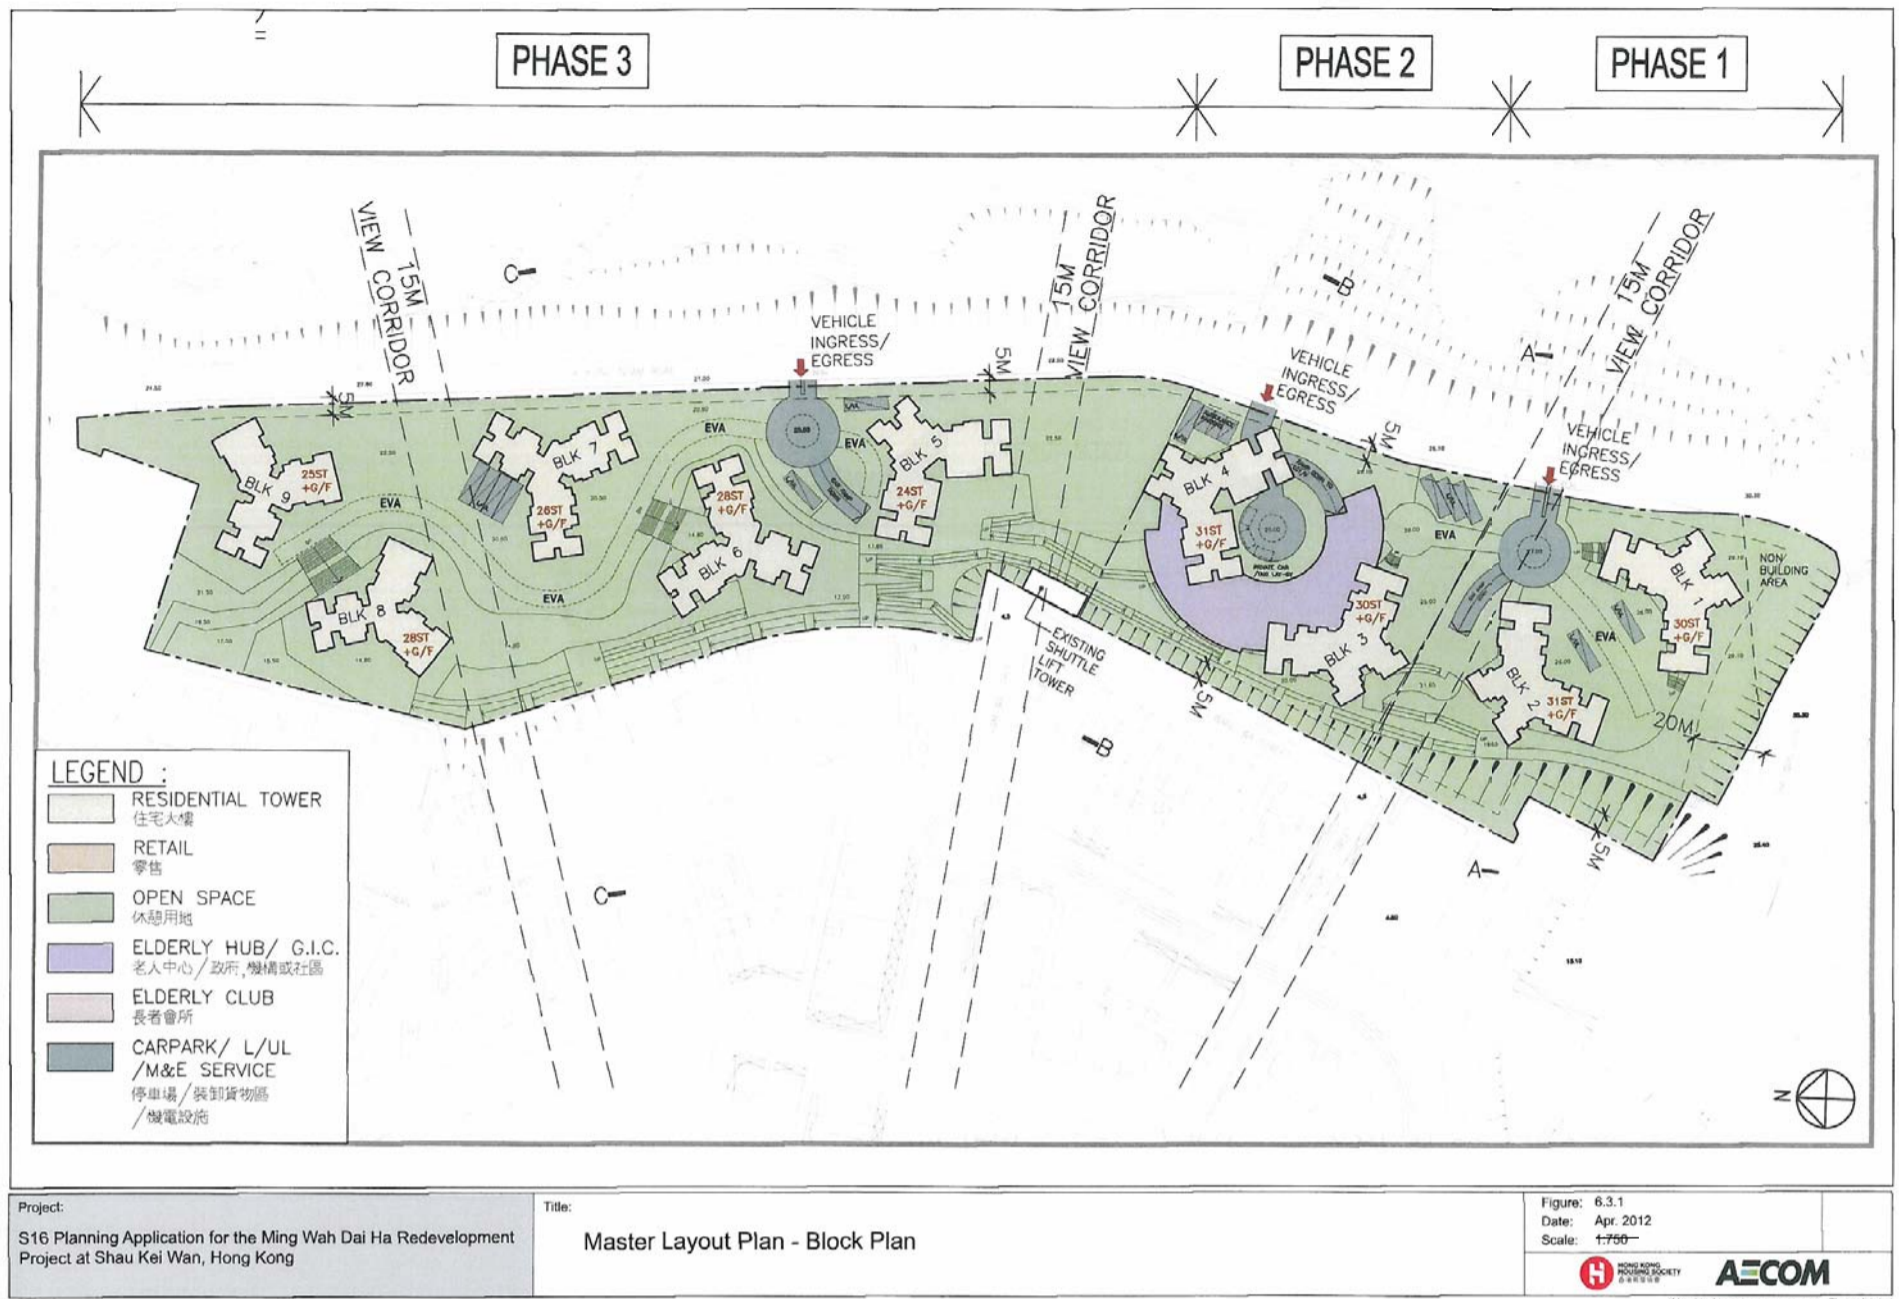 PHASE 3
PHASE 2
PHASE 1
VIEW CORRIDOR
15M
C
15M
VIEW CORRIDOR
B
15M
VIEW CORRIDOR
A
VEHICLE
INGRESS/
EGRESS
VEHICLE
INGRESS/
EGRESS
VEHICLE
INGRESS/
EGRESS
5M
5M
5M
BLK 9
25ST
+G/F
BLK 8
28ST
+G/F
BLK 7
26ST
+G/F
BLK 6
28ST
+G/F
BLK 5
24ST
+G/F
BLK 4
31ST
+G/F
BLK 3
30ST
+G/F
BLK 2
31ST
+G/F
BLK 1
30ST
+G/F
EVA
EVA
EVA
EVA
EVA
EVA
NON
BUILDING
AREA
20M
EXISTING
SHUTTLE
LIFT
TOWER
5M
5M
B
C
A
LEGEND :
RESIDENTIAL TOWER
住宅大樓
RETAIL
零售
OPEN SPACE
休憩用地
ELDERLY HUB/ G.I.C.
老人中心/政府,機構或社區
ELDERLY CLUB
長者會所
CARPARK/ L/UL
/M&E SERVICE
停車場/裝卸貨物區
/機電設施
N
Project:
S16 Planning Application for the Ming Wah Dai Ha Redevelopment
Project at Shau Kei Wan, Hong Kong
Title:
Master Layout Plan - Block Plan
Figure: 6.3.1
Date: Apr. 2012
Scale: 1:750
HONG KONG
HOUSING SOCIETY
AECOM